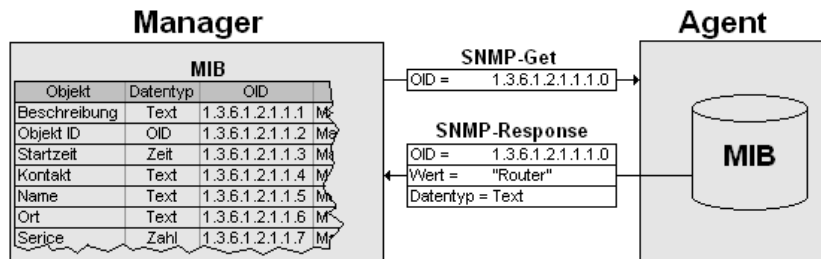 Manager
Agent
MIB
Objekt Datentyp OID
Beschreibung Text 1.3.6.1.2.1.1.1
Objekt ID OID 1.3.6.1.2.1.1.2
Startzeit Zeit 1.3.6.1.2.1.1.3
Kontakt Text 1.3.6.1.2.1.1.4
Name Text 1.3.6.1.2.1.1.5
Ort Text 1.3.6.1.2.1.1.6
Serice Zahl 1.3.6.1.2.1.1.7
SNMP-Get
OID = 1.3.6.1.2.1.1.1.0
SNMP-Response
OID = 1.3.6.1.2.1.1.1.0
Wert = "Router"
Datentyp = Text
MIB